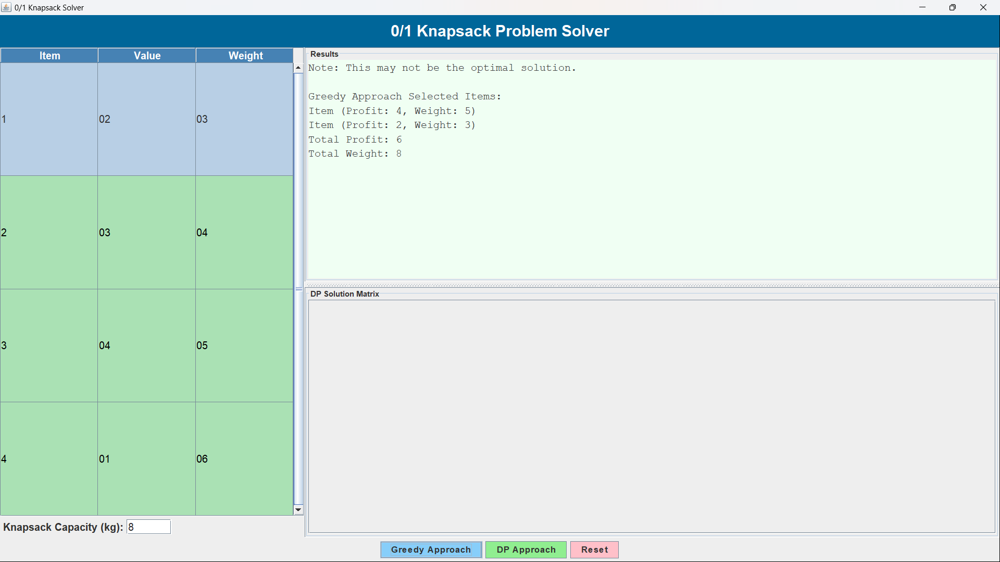 0/1 Knapsack Solver
0/1 Knapsack Problem Solver
Item Value Weight
1 02 03
2 03 04
3 04 05
4 01 06
Knapsack Capacity (kg): 8
Results
Note: This may not be the optimal solution.
Greedy Approach Selected Items:
Item (Profit: 4, Weight: 5)
Item (Profit: 2, Weight: 3)
Total Profit: 6
Total Weight: 8
DP Solution Matrix
Greedy Approach DP Approach Reset